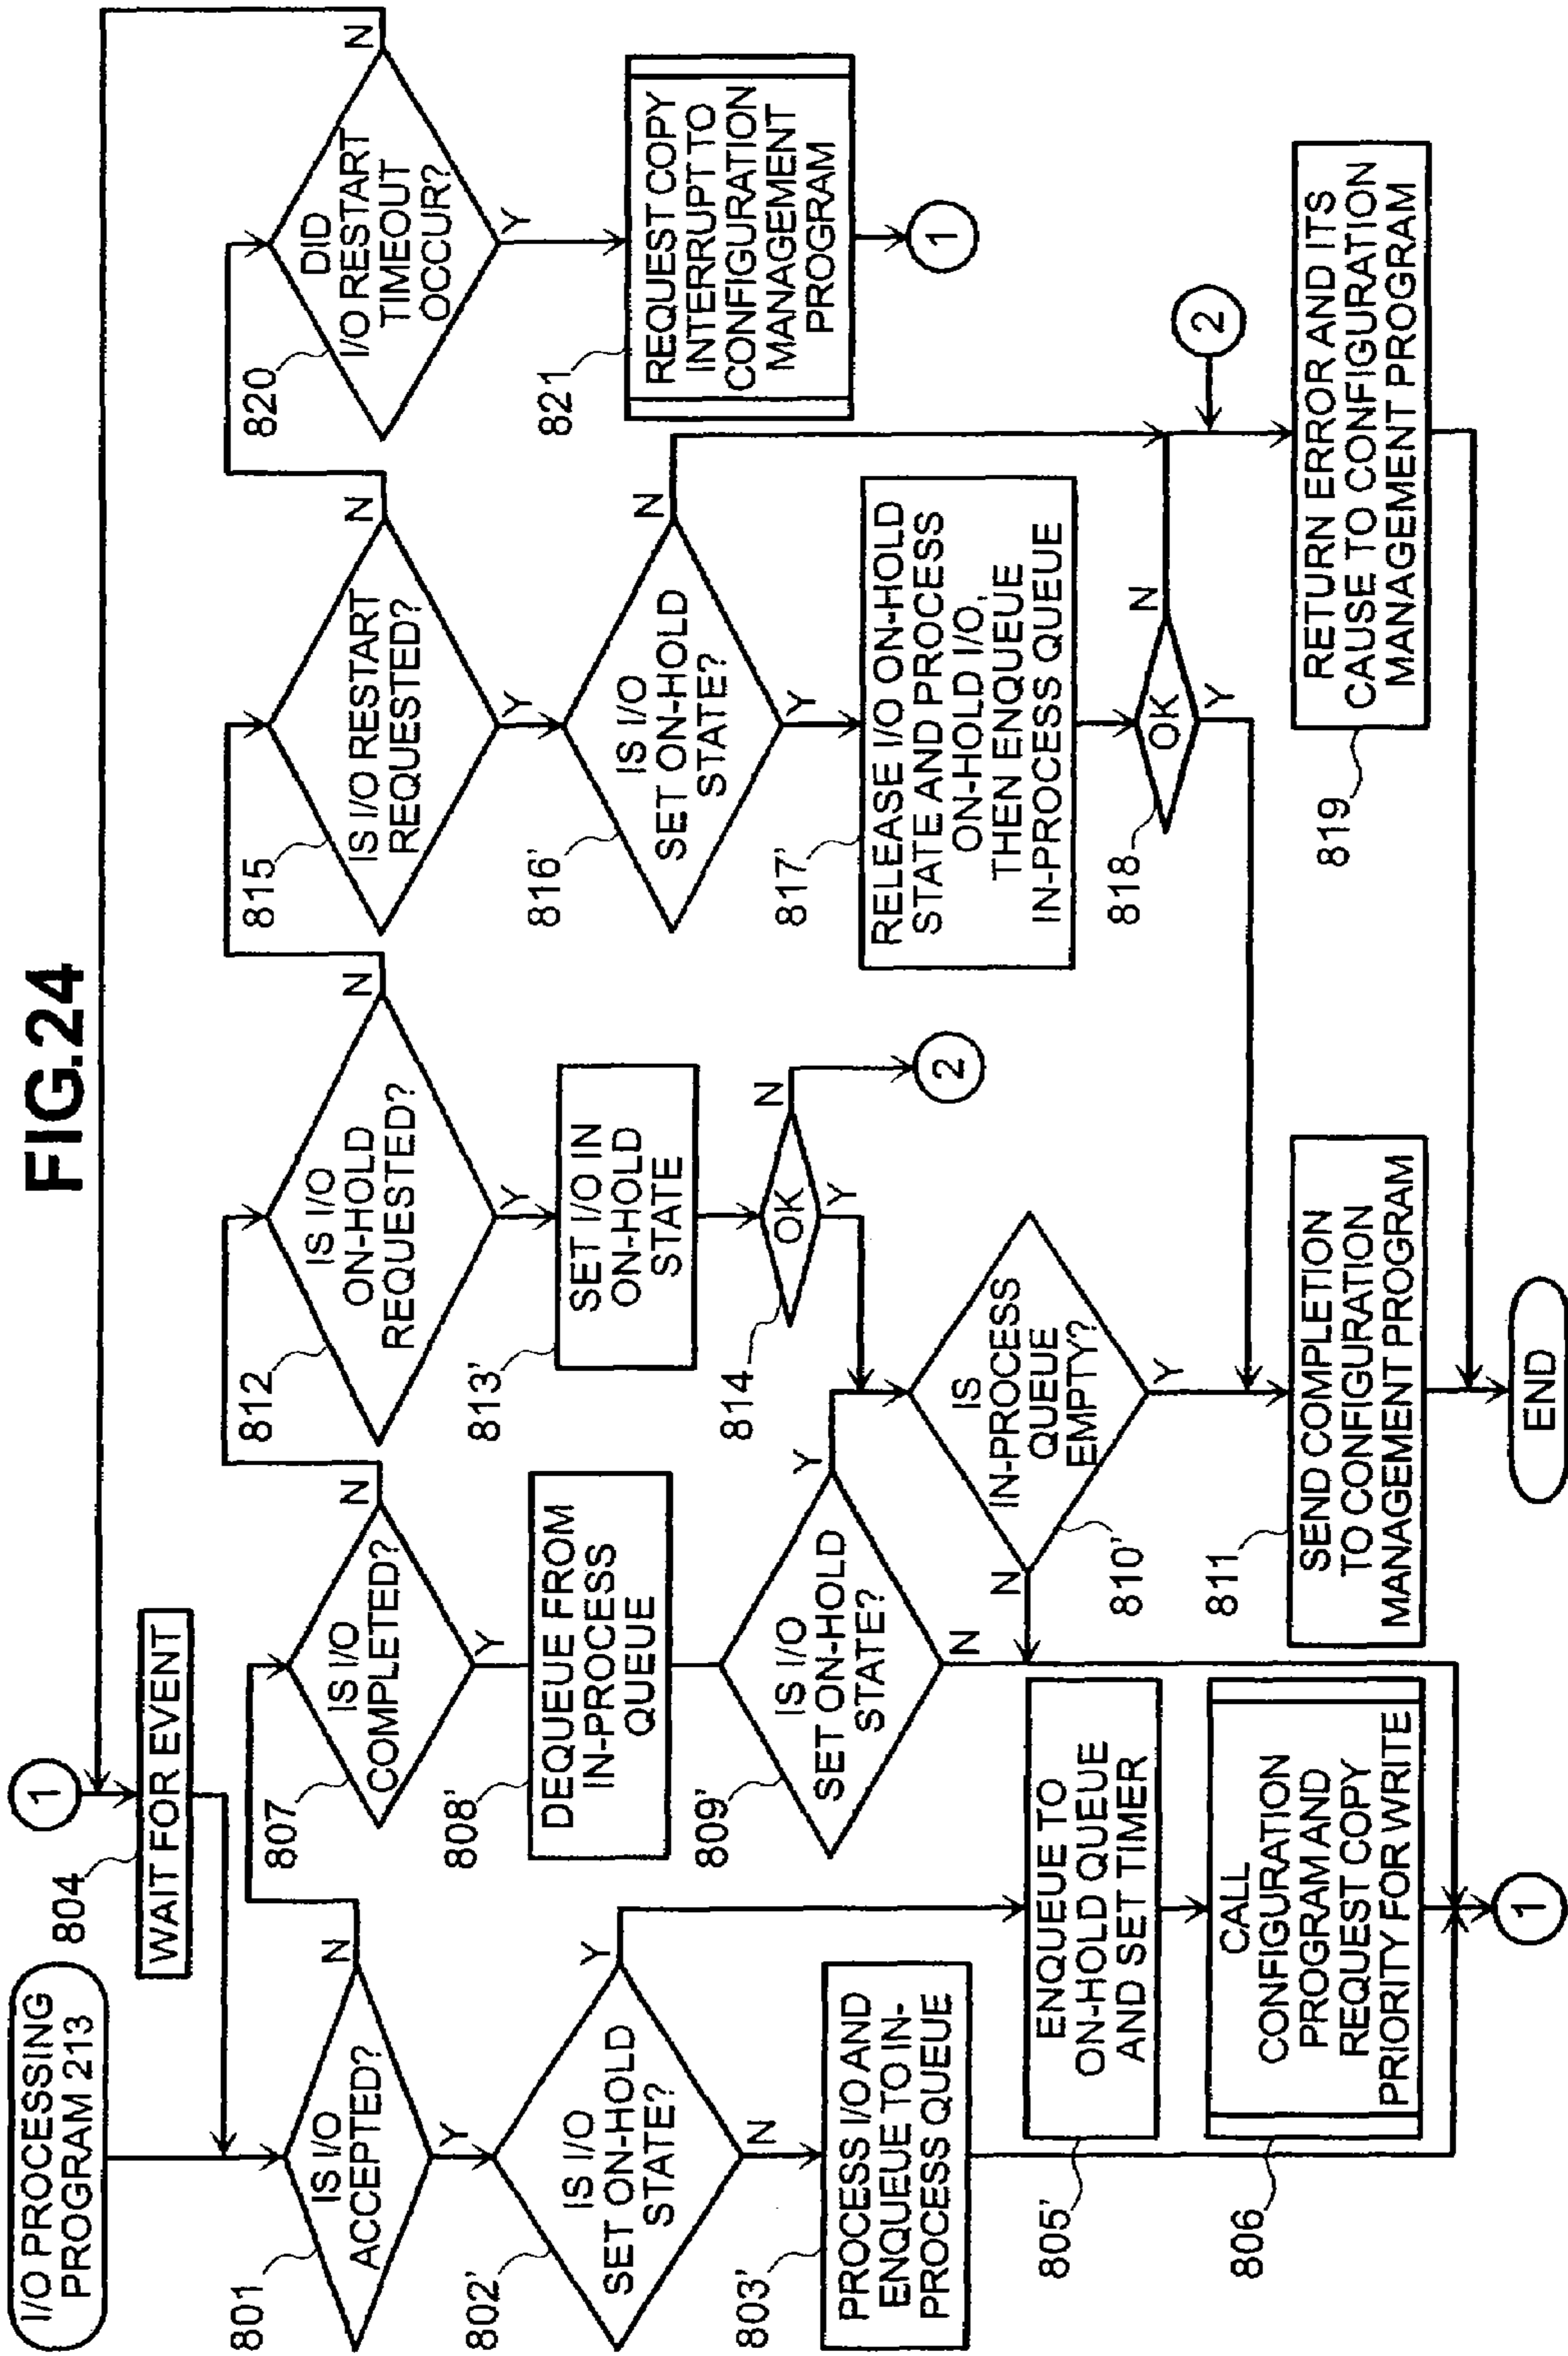 FIG.24
I/O PROCESSING
PROGRAM 213
1
804
WAIT FOR EVENT
801
IS I/O
ACCEPTED?
N
Y
802'
IS I/O
SET ON-HOLD
STATE?
Y
N
803'
PROCESS I/O AND
ENQUEUE TO IN-
PROCESS QUEUE
805'
ENQUEUE TO
ON-HOLD QUEUE
AND SET TIMER
806
CALL
CONFIGURATION
PROGRAM AND
REQUEST COPY
PRIORITY FOR WRITE
1
807
IS I/O
COMPLETED?
N
Y
808'
DEQUEUE FROM
IN-PROCESS
QUEUE
809'
IS I/O
SET ON-HOLD
STATE?
Y
N
812
IS I/O
ON-HOLD
REQUESTED?
N
Y
813'
SET I/O IN
ON-HOLD
STATE
814
OK
N
Y
2
IS
IN-PROCESS
QUEUE
EMPTY?
N
Y
810'
811
SEND COMPLETION
TO CONFIGURATION
MANAGEMENT PROGRAM
END
815
IS I/O RESTART
REQUESTED?
N
Y
816'
IS I/O
SET ON-HOLD
STATE?
N
Y
817'
RELEASE I/O ON-HOLD
STATE AND PROCESS
ON-HOLD I/O,
THEN ENQUEUE
IN-PROCESS QUEUE
818
OK
N
Y
820
DID
I/O RESTART
TIMEOUT
OCCUR?
N
Y
821
REQUEST COPY
INTERRUPT TO
CONFIGURATION
MANAGEMENT
PROGRAM
1
2
819
RETURN ERROR AND ITS
CAUSE TO CONFIGURATION
MANAGEMENT PROGRAM